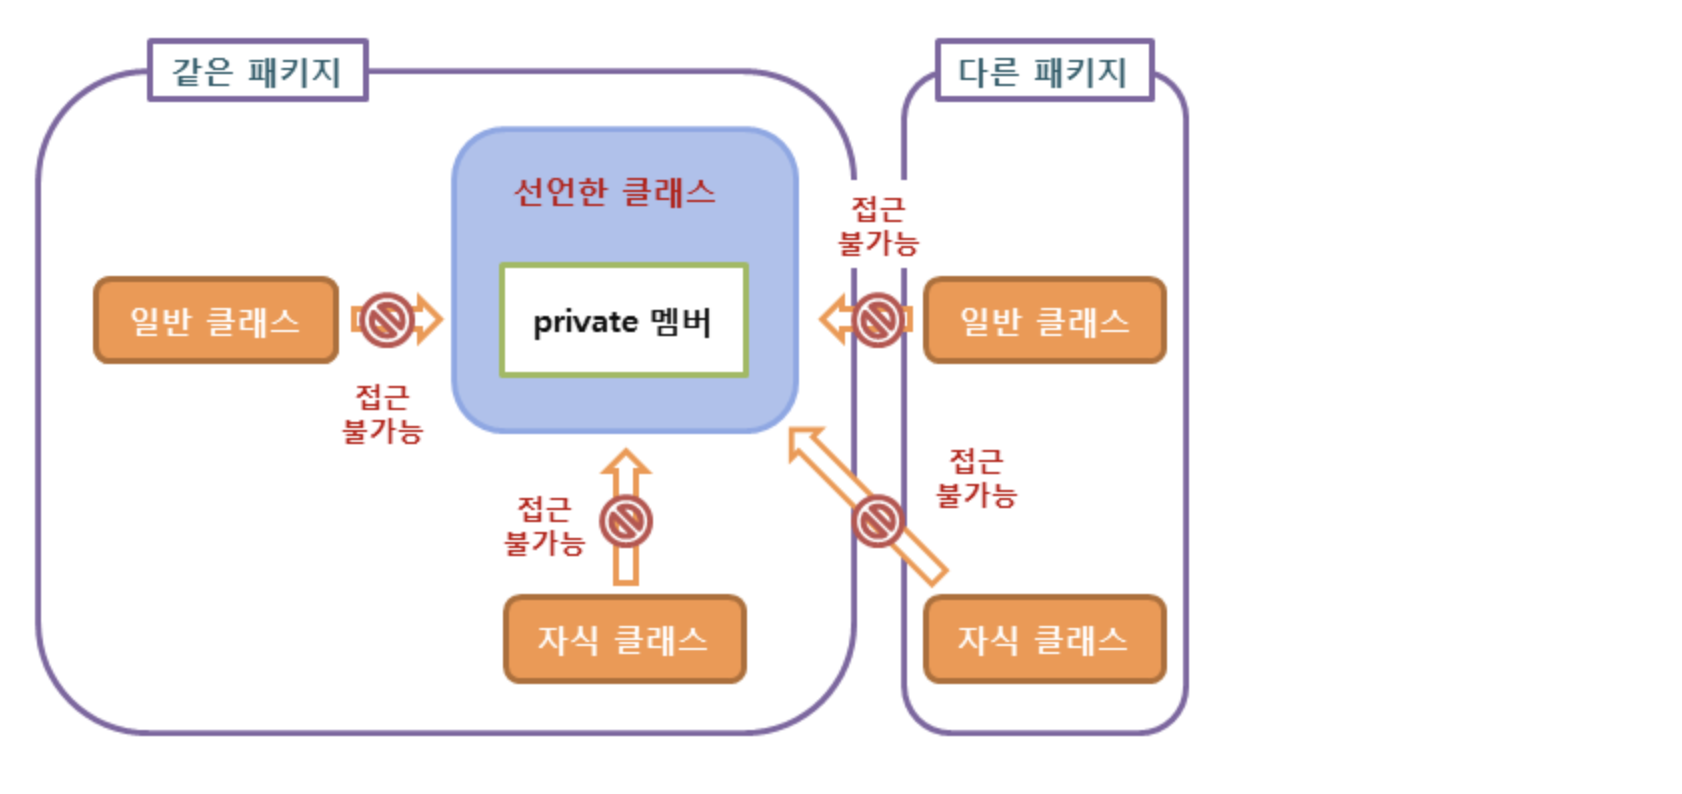 같은 패키지
다른 패키지
선언한 클래스
접근
불가능
일반 클래스
private 멤버
일반 클래스
접근
불가능
접근
불가능
접근
불가능
자식 클래스
자식 클래스